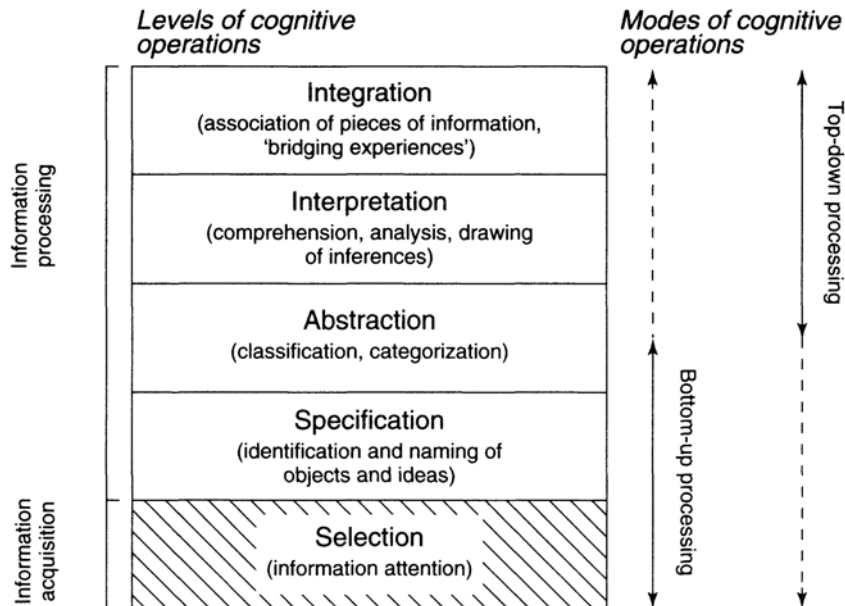 Levels of cognitive
operations
Modes of cognitive
operations
Information
processing
Integration
(association of pieces of information,
‘bridging experiences’)
Interpretation
(comprehension, analysis, drawing
of inferences)
Abstraction
(classification, categorization)
Specification
(identification and naming of
objects and ideas)
Information
acquisition
Selection
(information attention)
Bottom-up processing
Top-down processing